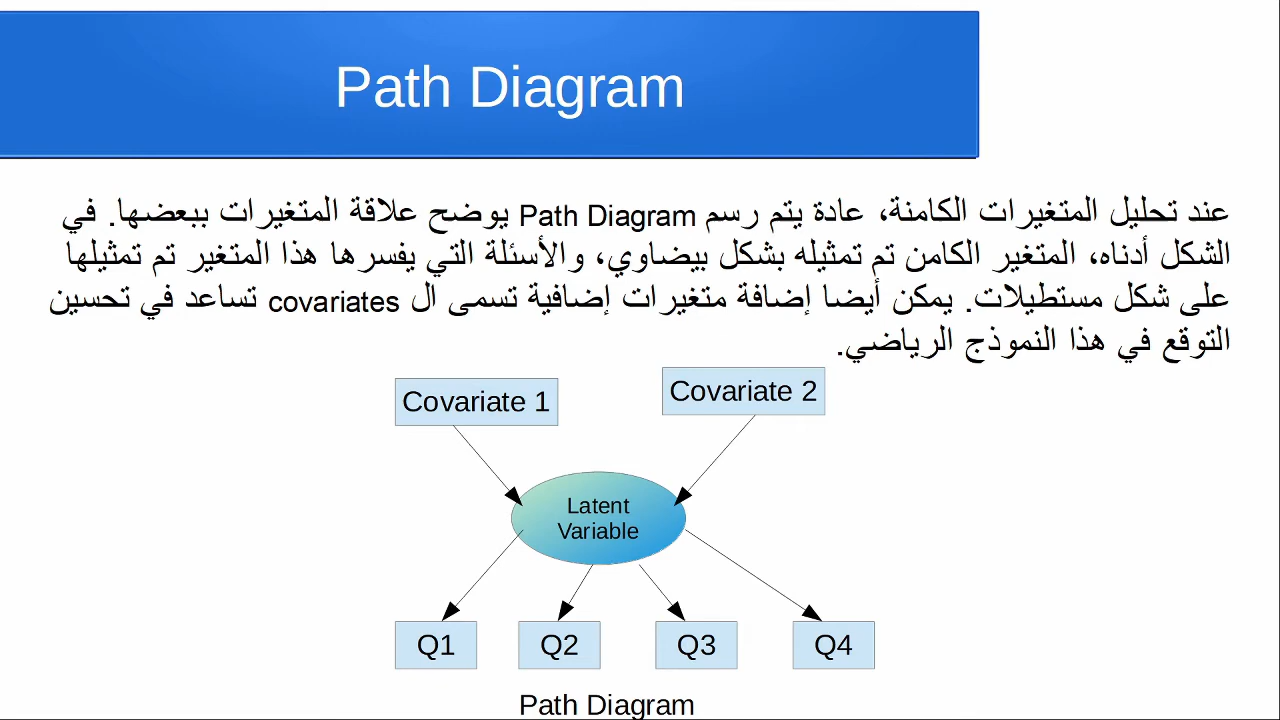 Path Diagram
عند تحليل المتغيرات الكامنة، عادة يتم رسم Path Diagram يوضح علاقة المتغيرات ببعضها. في
الشكل أدناه، المتغير الكامن تم تمثيله بشكل بيضاوي، والأسئلة التي يفسرها هذا المتغير تم تمثيلها
على شكل مستطيلات. يمكن أيضا إضافة متغيرات إضافية تسمى ال covariates تساعد في تحسين
التوقع في هذا النموذج الرياضي.
Covariate 1
Covariate 2
Latent
Variable
Q1
Q2
Q3
Q4
Path Diagram